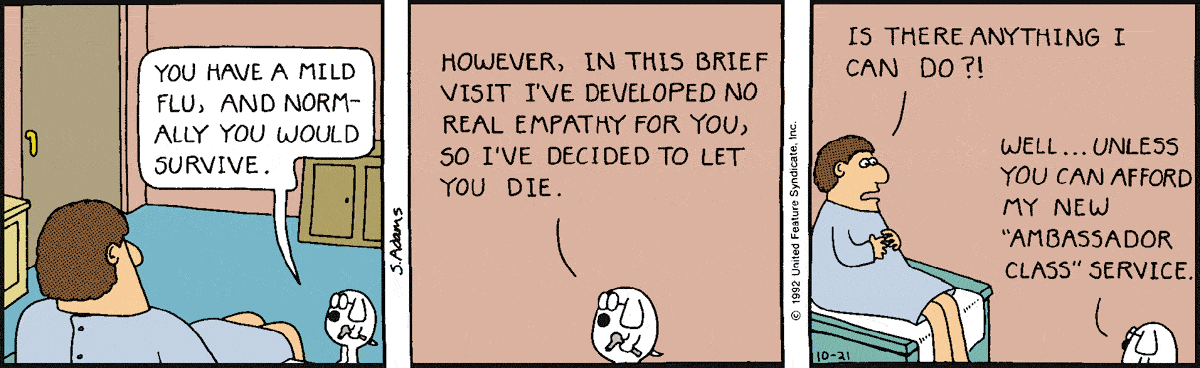 YOU HAVE A MILD
FLU, AND NORM-
ALLY YOU WOULD
SURVIVE.
S.Adams
HOWEVER, IN THIS BRIEF
VISIT I'VE DEVELOPED NO
REAL EMPATHY FOR YOU,
SO I'VE DECIDED TO LET
YOU DIE.
© 1992 United Feature Syndicate, Inc.
IS THERE ANYTHING I
CAN DO?!
WELL...UNLESS
YOU CAN AFFORD
MY NEW
"AMBASSADOR
CLASS" SERVICE.
10-21